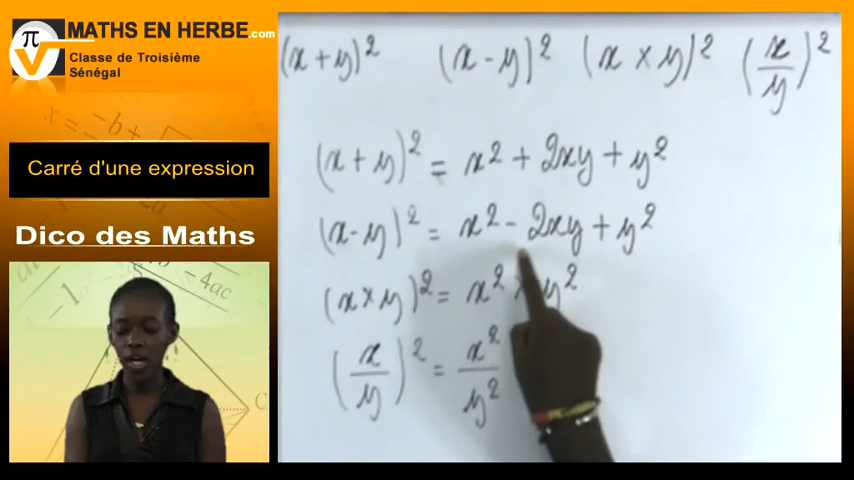 π
MATHS EN HERBE.com
Classe de Troisième
Sénégal
Carré d'une expression
Dico des Maths
(x + y)² (x - y)² (x × y)² (x/y)²
(x + y)² = x² + 2xy + y²
(x - y)² = x² - 2xy + y²
(x × y)² = x² × y²
(x/y)² = x²/y²